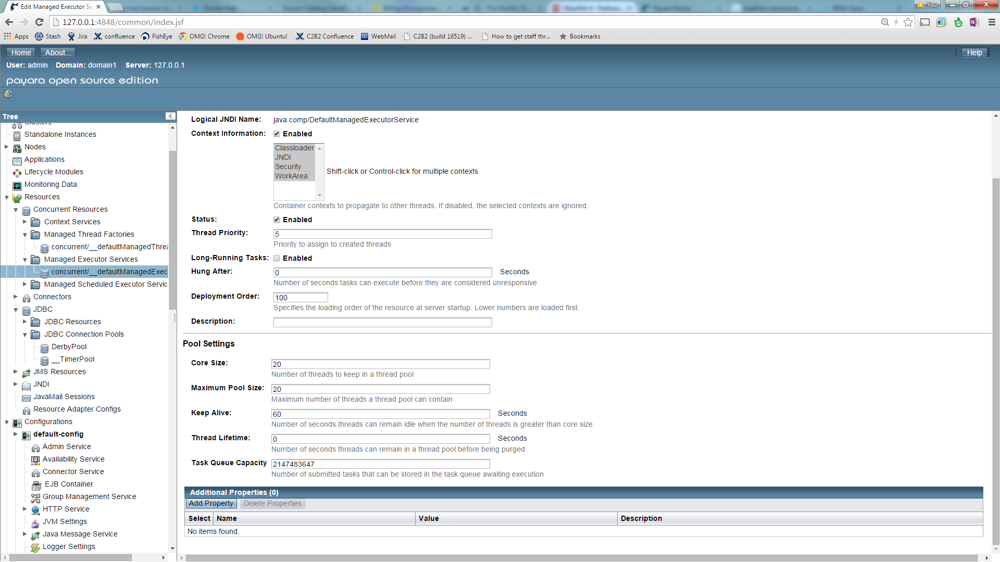 Edit Managed Executor Se
You
127.0.0.1:4848/common/index.jsf
Apps Stash Jira confluence FishEye OMG! Chrome OMG! Ubuntu! C2B2 Confluence WebMail C2B2 (build 16519) ... How to get staff thr... Bookmarks
Home About... Help
User: admin Domain: domain1 Server: 127.0.0.1
payara open source edition
Tree
Clusters
Standalone Instances
Nodes
Applications
Lifecycle Modules
Monitoring Data
Resources
Concurrent Resources
Context Services
Managed Thread Factories
concurrent/__defaultManagedThrea
Managed Executor Services
concurrent/__defaultManagedExec
Managed Scheduled Executor Servic
Connectors
JDBC
JDBC Resources
JDBC Connection Pools
DerbyPool
__TimerPool
JMS Resources
JNDI
JavaMail Sessions
Resource Adapter Configs
Configurations
default-config
Admin Service
Availability Service
Connector Service
EJB Container
Group Management Service
HTTP Service
JVM Settings
Java Message Service
Logger Settings
Logical JNDI Name: java:comp/DefaultManagedExecutorService
Context Information: Enabled
Classloader
JNDI
Security
WorkArea
Shift-click or Control-click for multiple contexts
Container contexts to propagate to other threads. If disabled, the selected contexts are ignored.
Status: Enabled
Thread Priority: 5
Priority to assign to created threads
Long-Running Tasks: Enabled
Hung After: 0 Seconds
Number of seconds tasks can execute before they are considered unresponsive
Deployment Order: 100
Specifies the loading order of the resource at server startup. Lower numbers are loaded first.
Description:
Pool Settings
Core Size: 20
Number of threads to keep in a thread pool
Maximum Pool Size: 20
Maximum number of threads a thread pool can contain
Keep Alive: 60 Seconds
Number of seconds threads can remain idle when the number of threads is greater than core size
Thread Lifetime: 0 Seconds
Number of seconds threads can remain in a thread pool before being purged
Task Queue Capacity 2147483647
Number of submitted tasks that can be stored in the task queue awaiting execution
Additional Properties (0)
Add Property Delete Properties
Select Name Value Description
No items found.